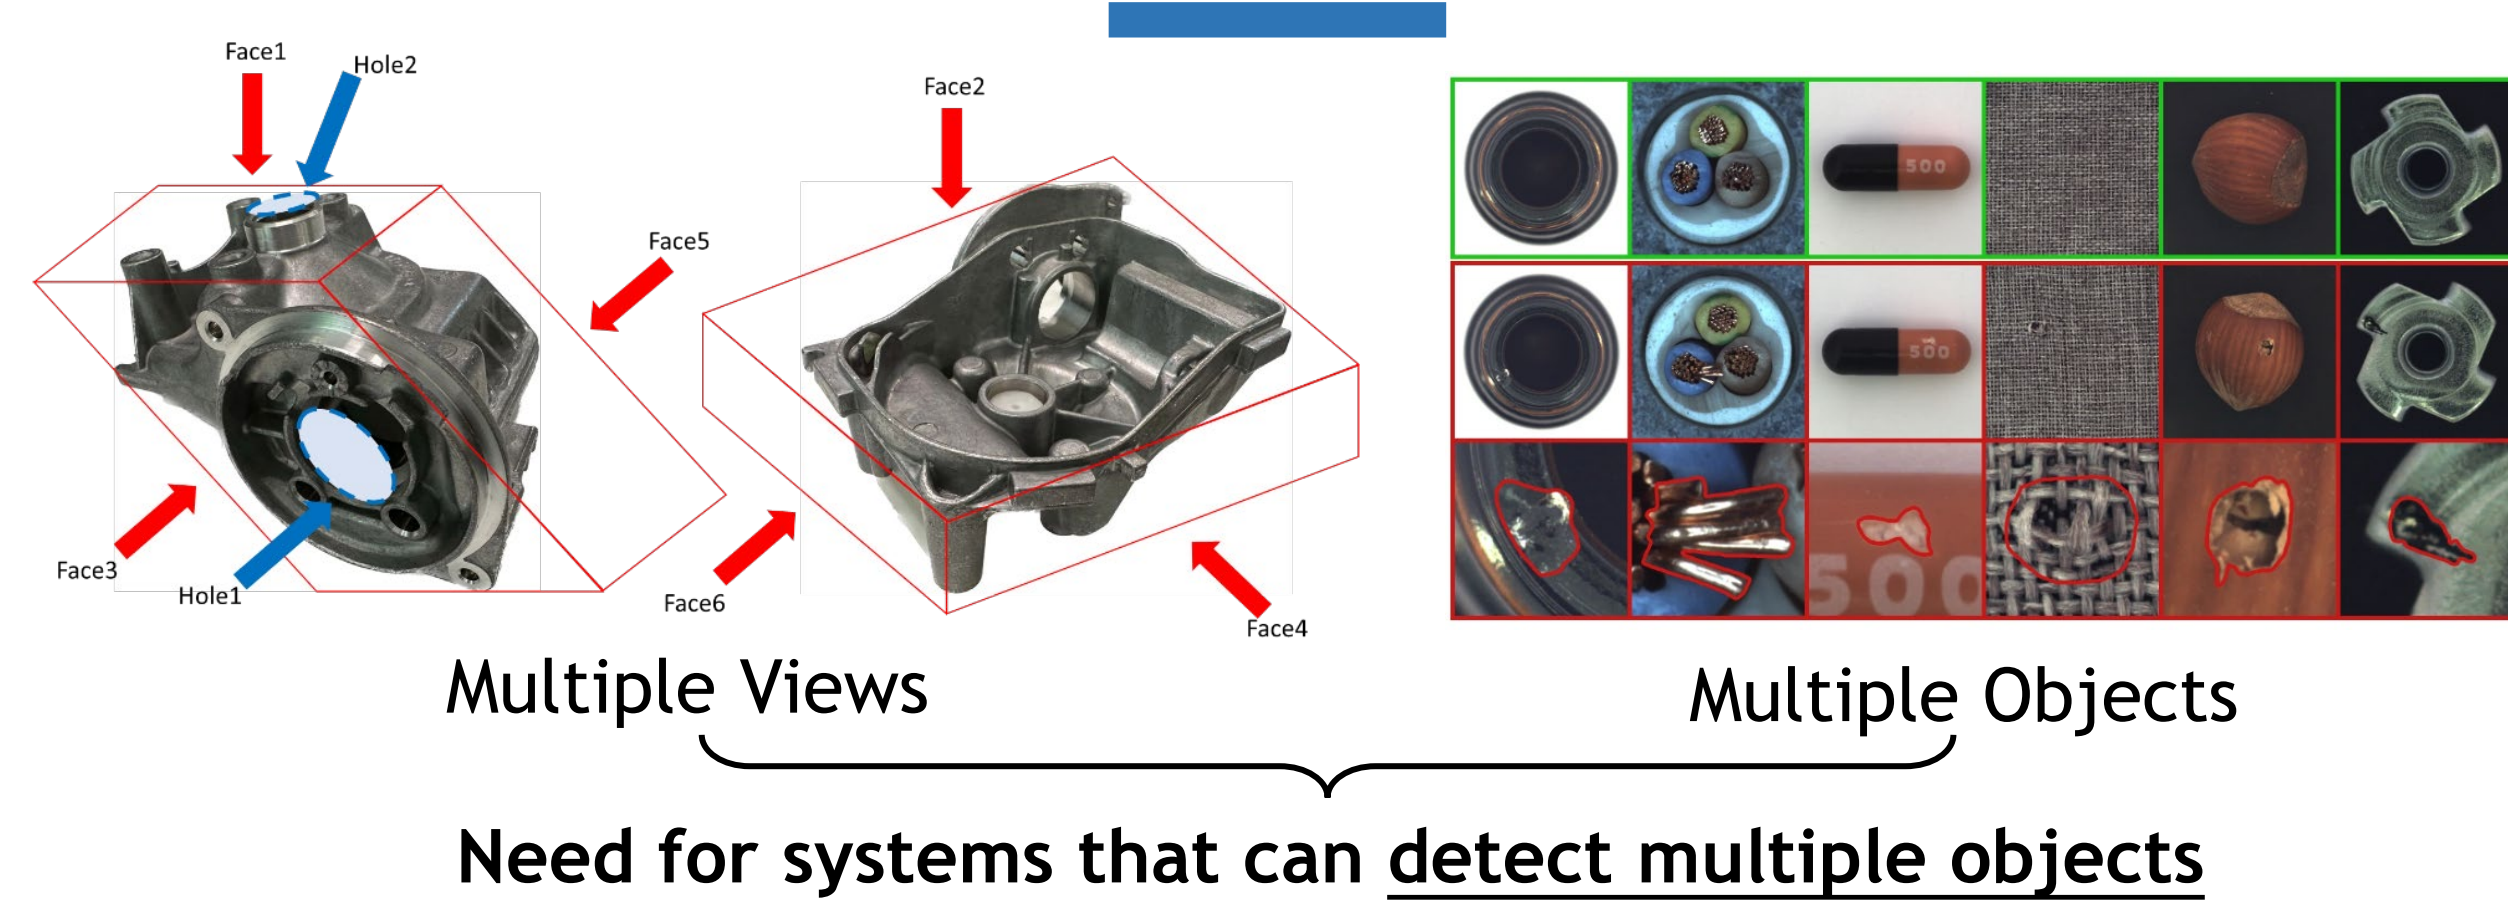 Face1
Hole2
Face2
Face5
Face3
Hole1
Face6
Face4
500
500
500
Multiple Views
Multiple Objects
Need for systems that can detect multiple objects